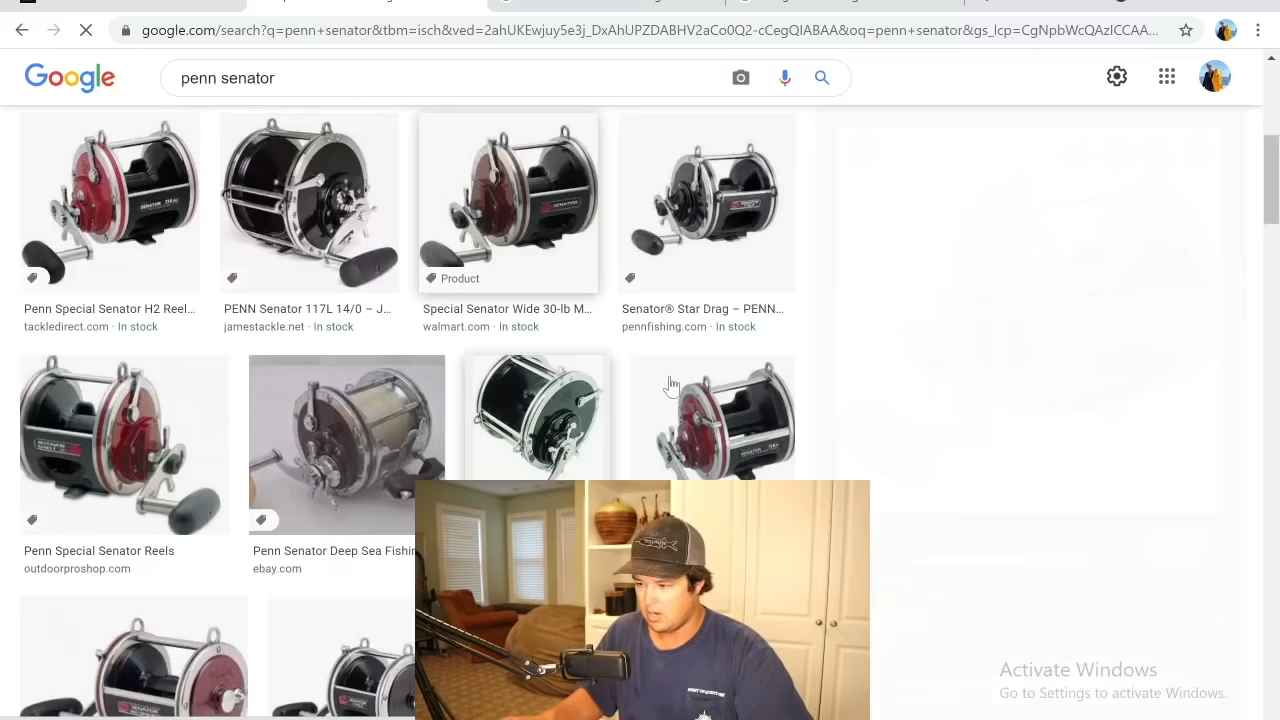 google.com/search?q=penn+senator&tbm=isch&ved=2ahUKEwjun5e3j_DxAhUPZDABHV2aCo0Q2-cCegQIABAA&oq=penn+senator&gs_lcp=CgNpbWcQAzICCAA...
Google
penn senator
Product
Penn Special Senator H2 Reel...
PENN Senator 117L 14/0 – J...
Special Senator Wide 30-lb M...
Senator® Star Drag – PENN...
tackledirect.com · In stock
jamestackle.net · In stock
walmart.com · In stock
pennfishing.com · In stock
SENATOR
Penn Special Senator Reels
Penn Senator Deep Sea Fishin
outdoorproshop.com
ebay.com
Activate Windows
Go to Settings to activate Windows.